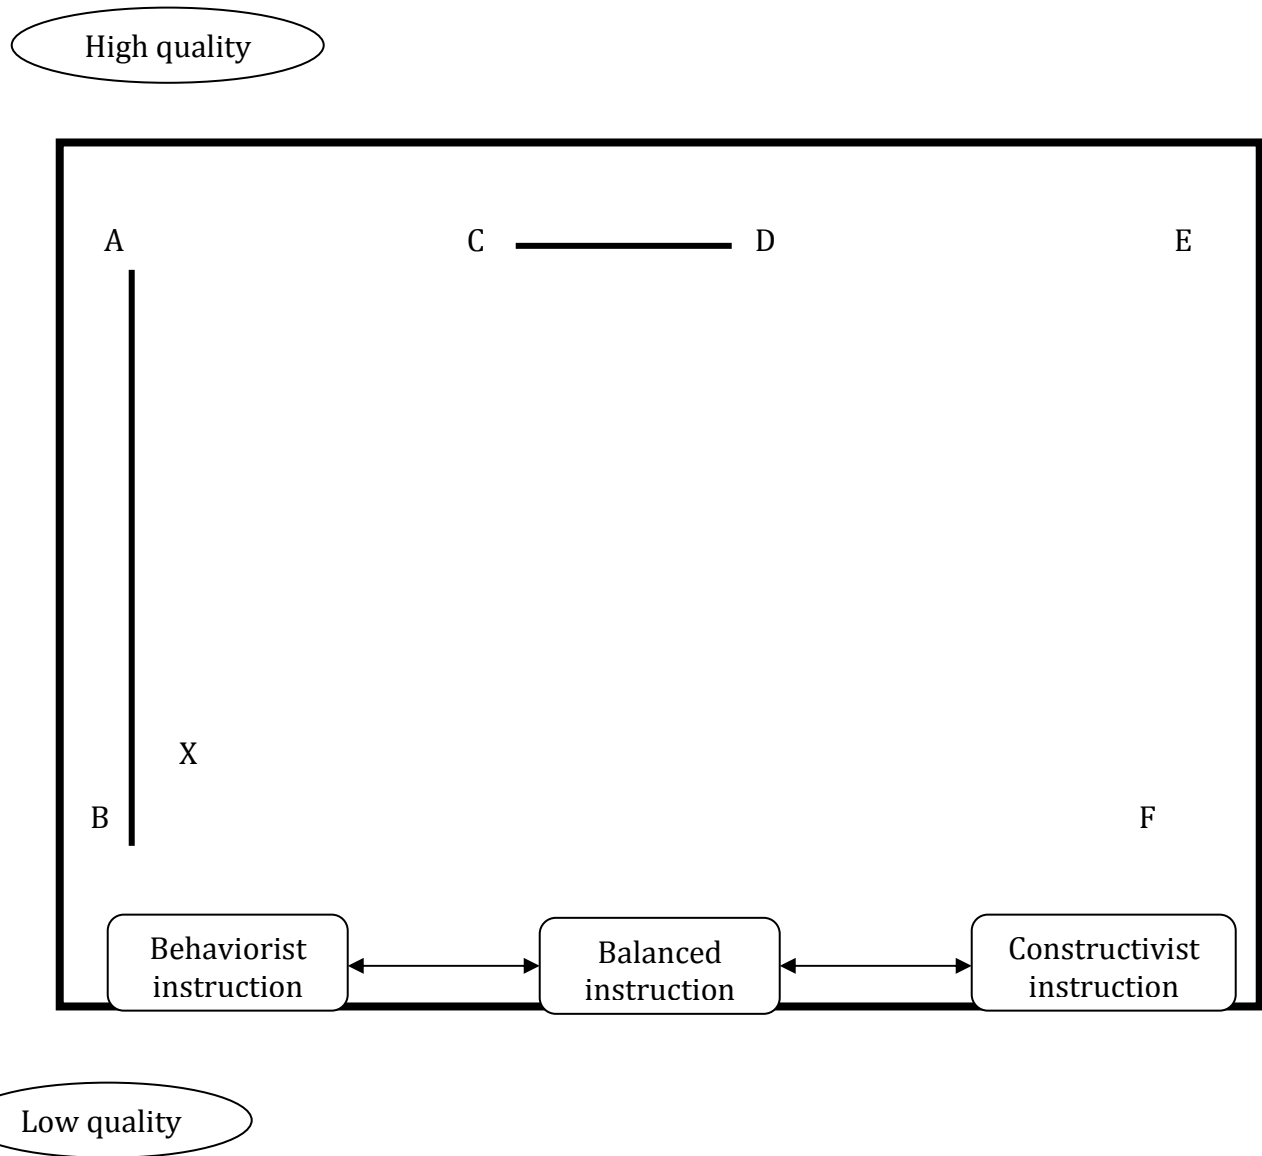 High quality
A
C
D
E
X
B
F
Behaviorist
instruction
Balanced
instruction
Constructivist
instruction
Low quality